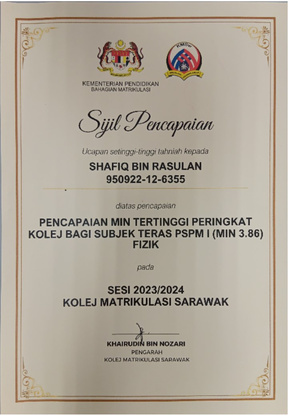 KEMENTERIAN PENDIDIKAN
BAHAGIAN MATRIKULASI
Sijil Pencapaian
Ucapan setinggi-tinggi tahniah kepada
SHAFIQ BIN RASULAN
950922-12-6355
diatas pencapaian
PENCAPAIAN MIN TERTINGGI PERINGKAT
KOLEJ BAGI SUBJEK TERAS PSPM I (MIN 3.86)
FIZIK
pada
SESI 2023/2024
KOLEJ MATRIKULASI SARAWAK
KHAIRUDIN BIN NOZARI
PENGARAH
KOLEJ MATRIKULASI SARAWAK